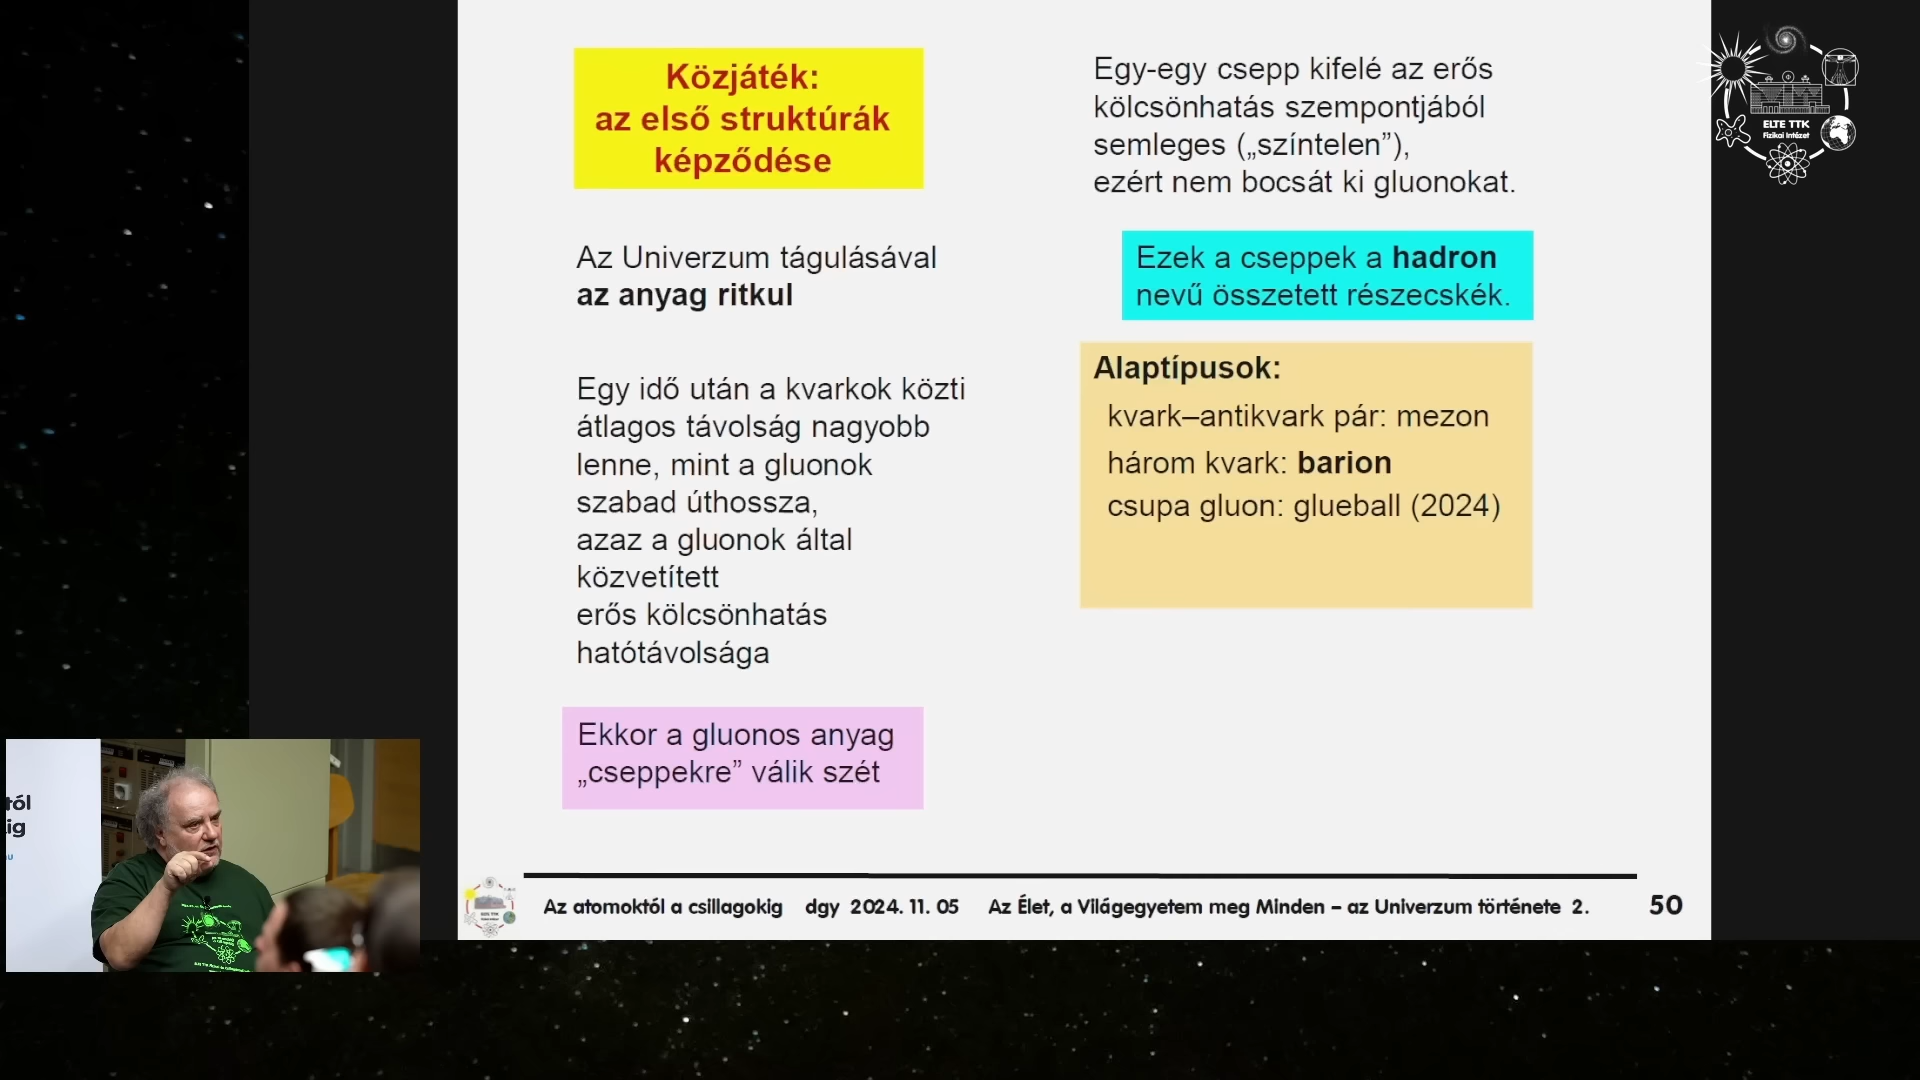 Közjáték:
az első struktúrák
képződése
Az Univerzum tágulásával
az anyag ritkul
Egy idő után a kvarkok közti
átlagos távolság nagyobb
lenne, mint a gluonok
szabad úthossza,
azaz a gluonok által
közvetített
erős kölcsönhatás
hatótávolsága
Ekkor a gluonos anyag
„cseppekre” válik szét
Egy-egy csepp kifelé az erős
kölcsönhatás szempontjából
semleges („színtelen”),
ezért nem bocsát ki gluonokat.
Ezek a cseppek a hadron
nevű összetett részecskék.
Alaptípusok:
kvark–antikvark pár: mezon
három kvark: barion
csupa gluon: glueball (2024)
ELTE TTK
Fizikai Intézet
tól
ig
Az atomoktól a csillagokig dgy 2024. 11. 05 Az Élet, a Világegyetem meg Minden – az Univerzum története 2. 50